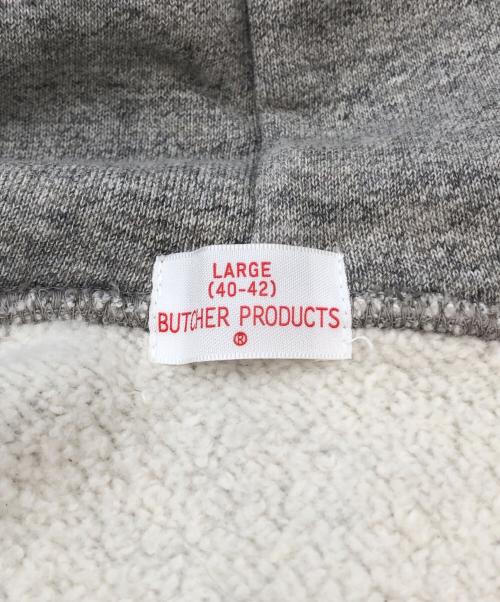 LARGE
(40-42)
BUTCHER PRODUCTS
®